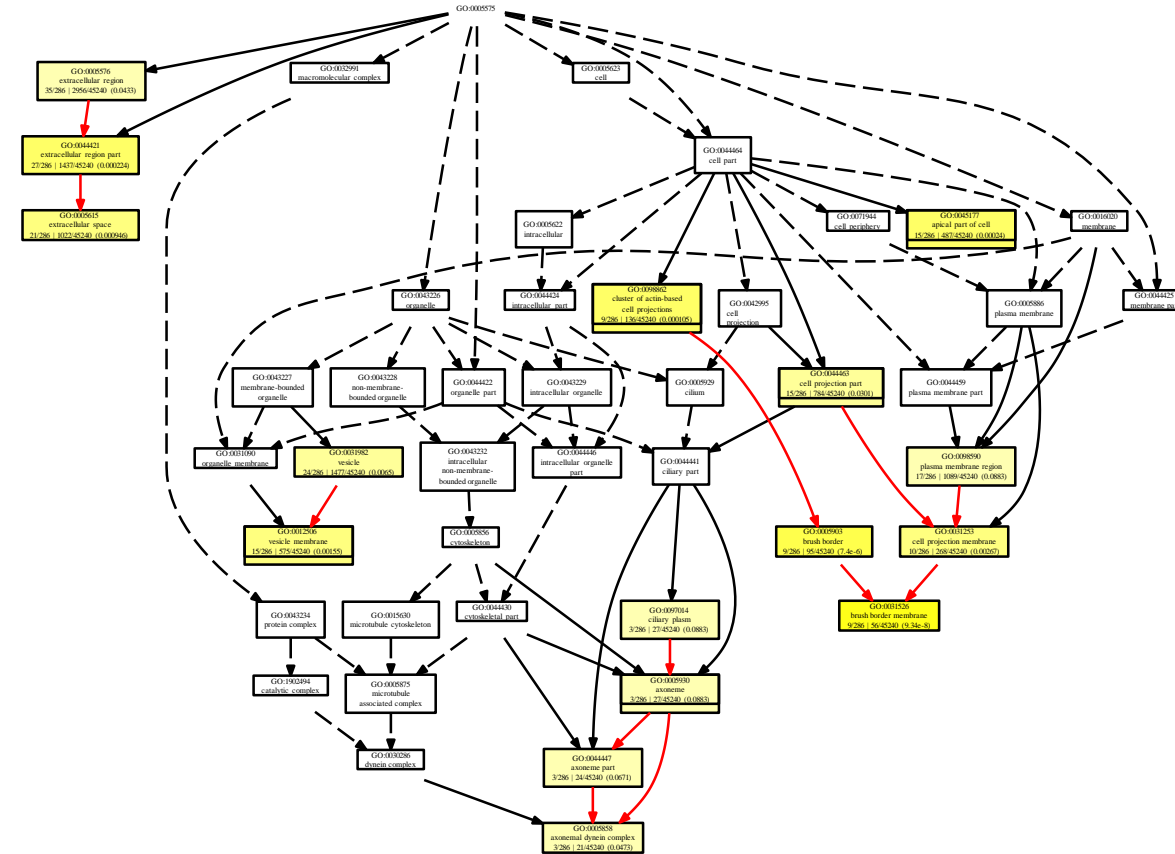 GO:0005575
GO:0005576
extracellular region
35/286 | 2956/45240 (0.0433)
GO:0032991
macromolecular complex
GO:0005623
cell
GO:0044421
extracellular region part
27/286 | 1437/45240 (0.000224)
GO:0044464
cell part
GO:0005615
extracellular space
21/286 | 1022/45240 (0.000946)
GO:0005622
intracellular
GO:0071944
cell periphery
GO:0045177
apical part of cell
15/286 | 487/45240 (0.00024)
GO:0016020
membrane
GO:0043226
organelle
GO:0044424
intracellular part
GO:0098862
cluster of actin-based
cell projections
9/286 | 136/45240 (0.000105)
GO:0042995
cell
projection
GO:0005886
plasma membrane
GO:0044425
membrane pa
GO:0043227
membrane-bounded
organelle
GO:0043228
non-membrane-
bounded organelle
GO:0044422
organelle part
GO:0043229
intracellular organelle
GO:0005929
cilium
GO:0044463
cell projection part
15/286 | 784/45240 (0.0301)
GO:0044459
plasma membrane part
GO:0031090
organelle membrane
GO:0031982
vesicle
24/286 | 1477/45240 (0.0065)
GO:0043232
intracellular
non-membrane-
bounded organelle
GO:0044446
intracellular organelle
part
GO:0044441
ciliary part
GO:0098590
plasma membrane region
17/286 | 1089/45240 (0.0883)
GO:0012506
vesicle membrane
15/286 | 575/45240 (0.00155)
GO:0005856
cytoskeleton
GO:0005903
brush border
9/286 | 95/45240 (7.4e-6)
GO:0031253
cell projection membrane
10/286 | 268/45240 (0.00267)
GO:0043234
protein complex
GO:0015630
microtubule cytoskeleton
GO:0044430
cytoskeletal part
GO:0097014
ciliary plasm
3/286 | 27/45240 (0.0883)
GO:0031526
brush border membrane
9/286 | 56/45240 (9.34e-8)
GO:1902494
catalytic complex
GO:0005875
microtubule
associated complex
GO:0005930
axoneme
3/286 | 27/45240 (0.0883)
GO:0030286
dynein complex
GO:0044447
axoneme part
3/286 | 24/45240 (0.0671)
GO:0005858
axonemal dynein complex
3/286 | 21/45240 (0.0473)